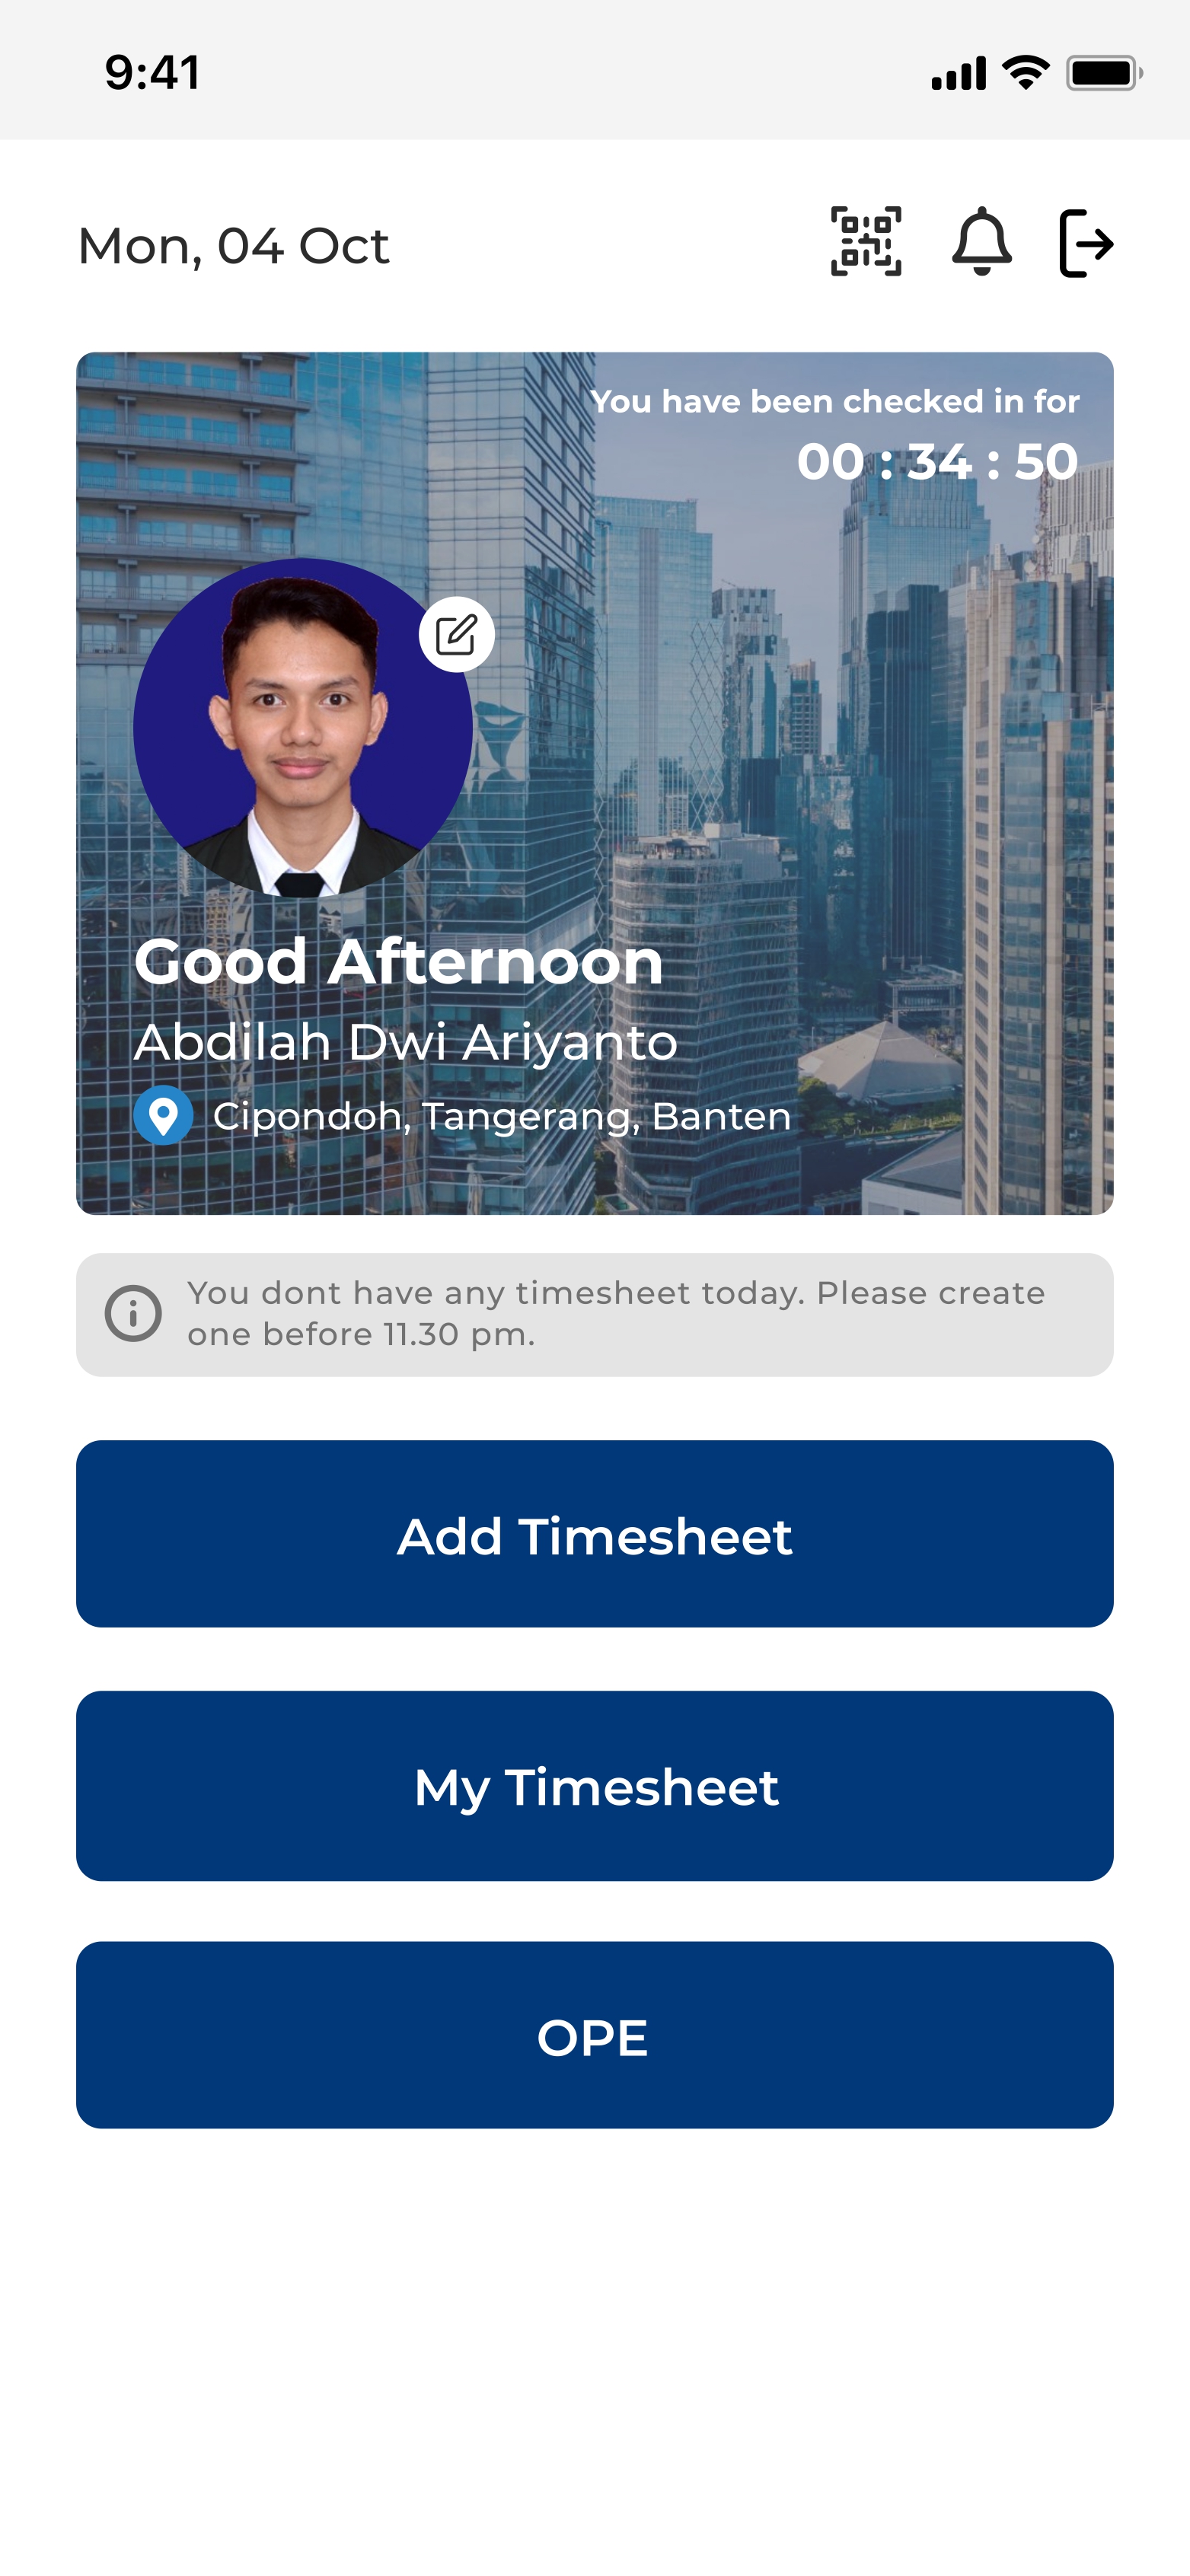 9:41
Mon, 04 Oct
You have been checked in for
00 : 34 : 50
Good Afternoon
Abdilah Dwi Ariyanto
Cipondoh, Tangerang, Banten
You dont have any timesheet today. Please create
one before 11.30 pm.
Add Timesheet
My Timesheet
OPE